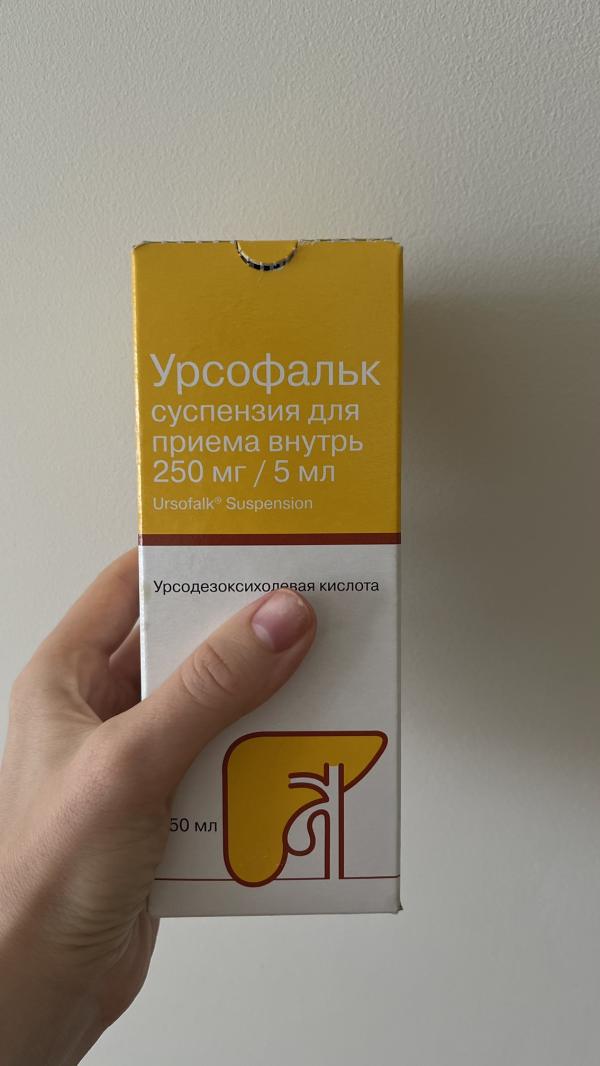 Урсофальк
суспензия для
приема внутрь
250 мг / 5 мл
Ursofalk® Suspension
Урсодезоксихолевая кислота
50 мл